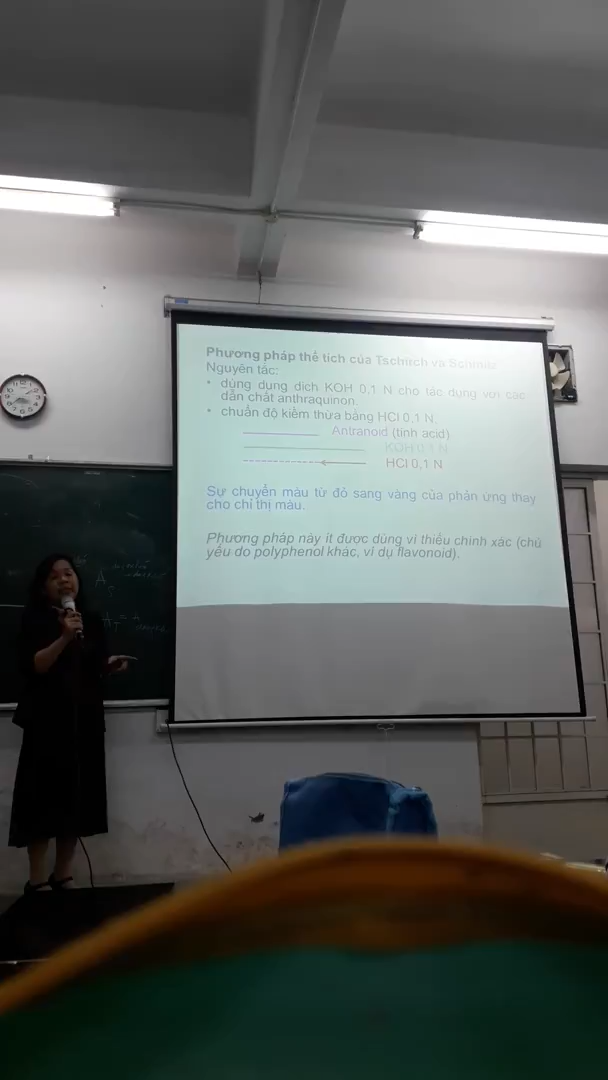 Phương pháp thể tích của Tschirch và Schmitz
Nguyên tắc:
• dùng dung dịch KOH 0,1 N cho tác dụng với các
dẫn chất anthraquinon.
• chuẩn độ kiềm thừa bằng HCl 0,1 N.
Antranoid (tính acid)
KOH 0,1 N
HCl 0,1 N
Sự chuyển màu từ đỏ sang vàng của phản ứng thay
cho chỉ thị màu.
Phương pháp này ít được dùng vì thiếu chính xác (chủ
yếu do polyphenol khác, ví dụ flavonoid).
A
A T = A